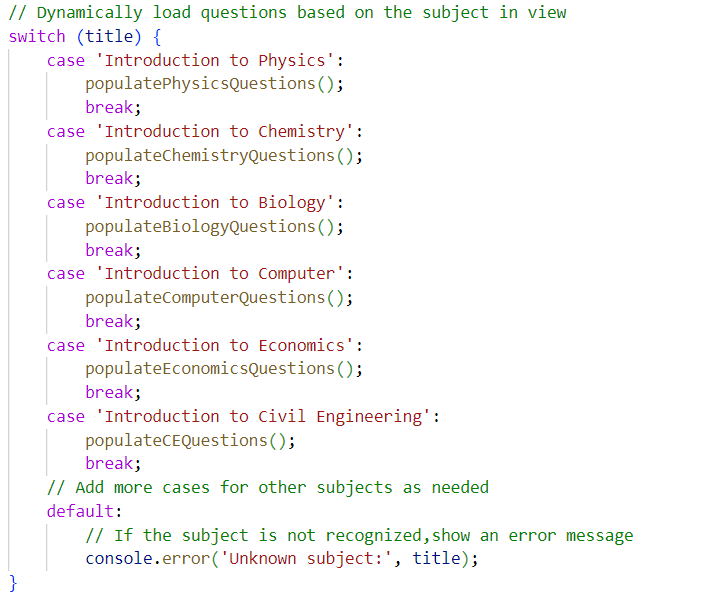 // Dynamically load questions based on the subject in view
switch (title) {
    case 'Introduction to Physics':
        populatePhysicsQuestions();
        break;
    case 'Introduction to Chemistry':
        populateChemistryQuestions();
        break;
    case 'Introduction to Biology':
        populateBiologyQuestions();
        break;
    case 'Introduction to Computer':
        populateComputerQuestions();
        break;
    case 'Introduction to Economics':
        populateEconomicsQuestions();
        break;
    case 'Introduction to Civil Engineering':
        populateCEQuestions();
        break;
    // Add more cases for other subjects as needed
    default:
        // If the subject is not recognized,show an error message
        console.error('Unknown subject:', title);
}